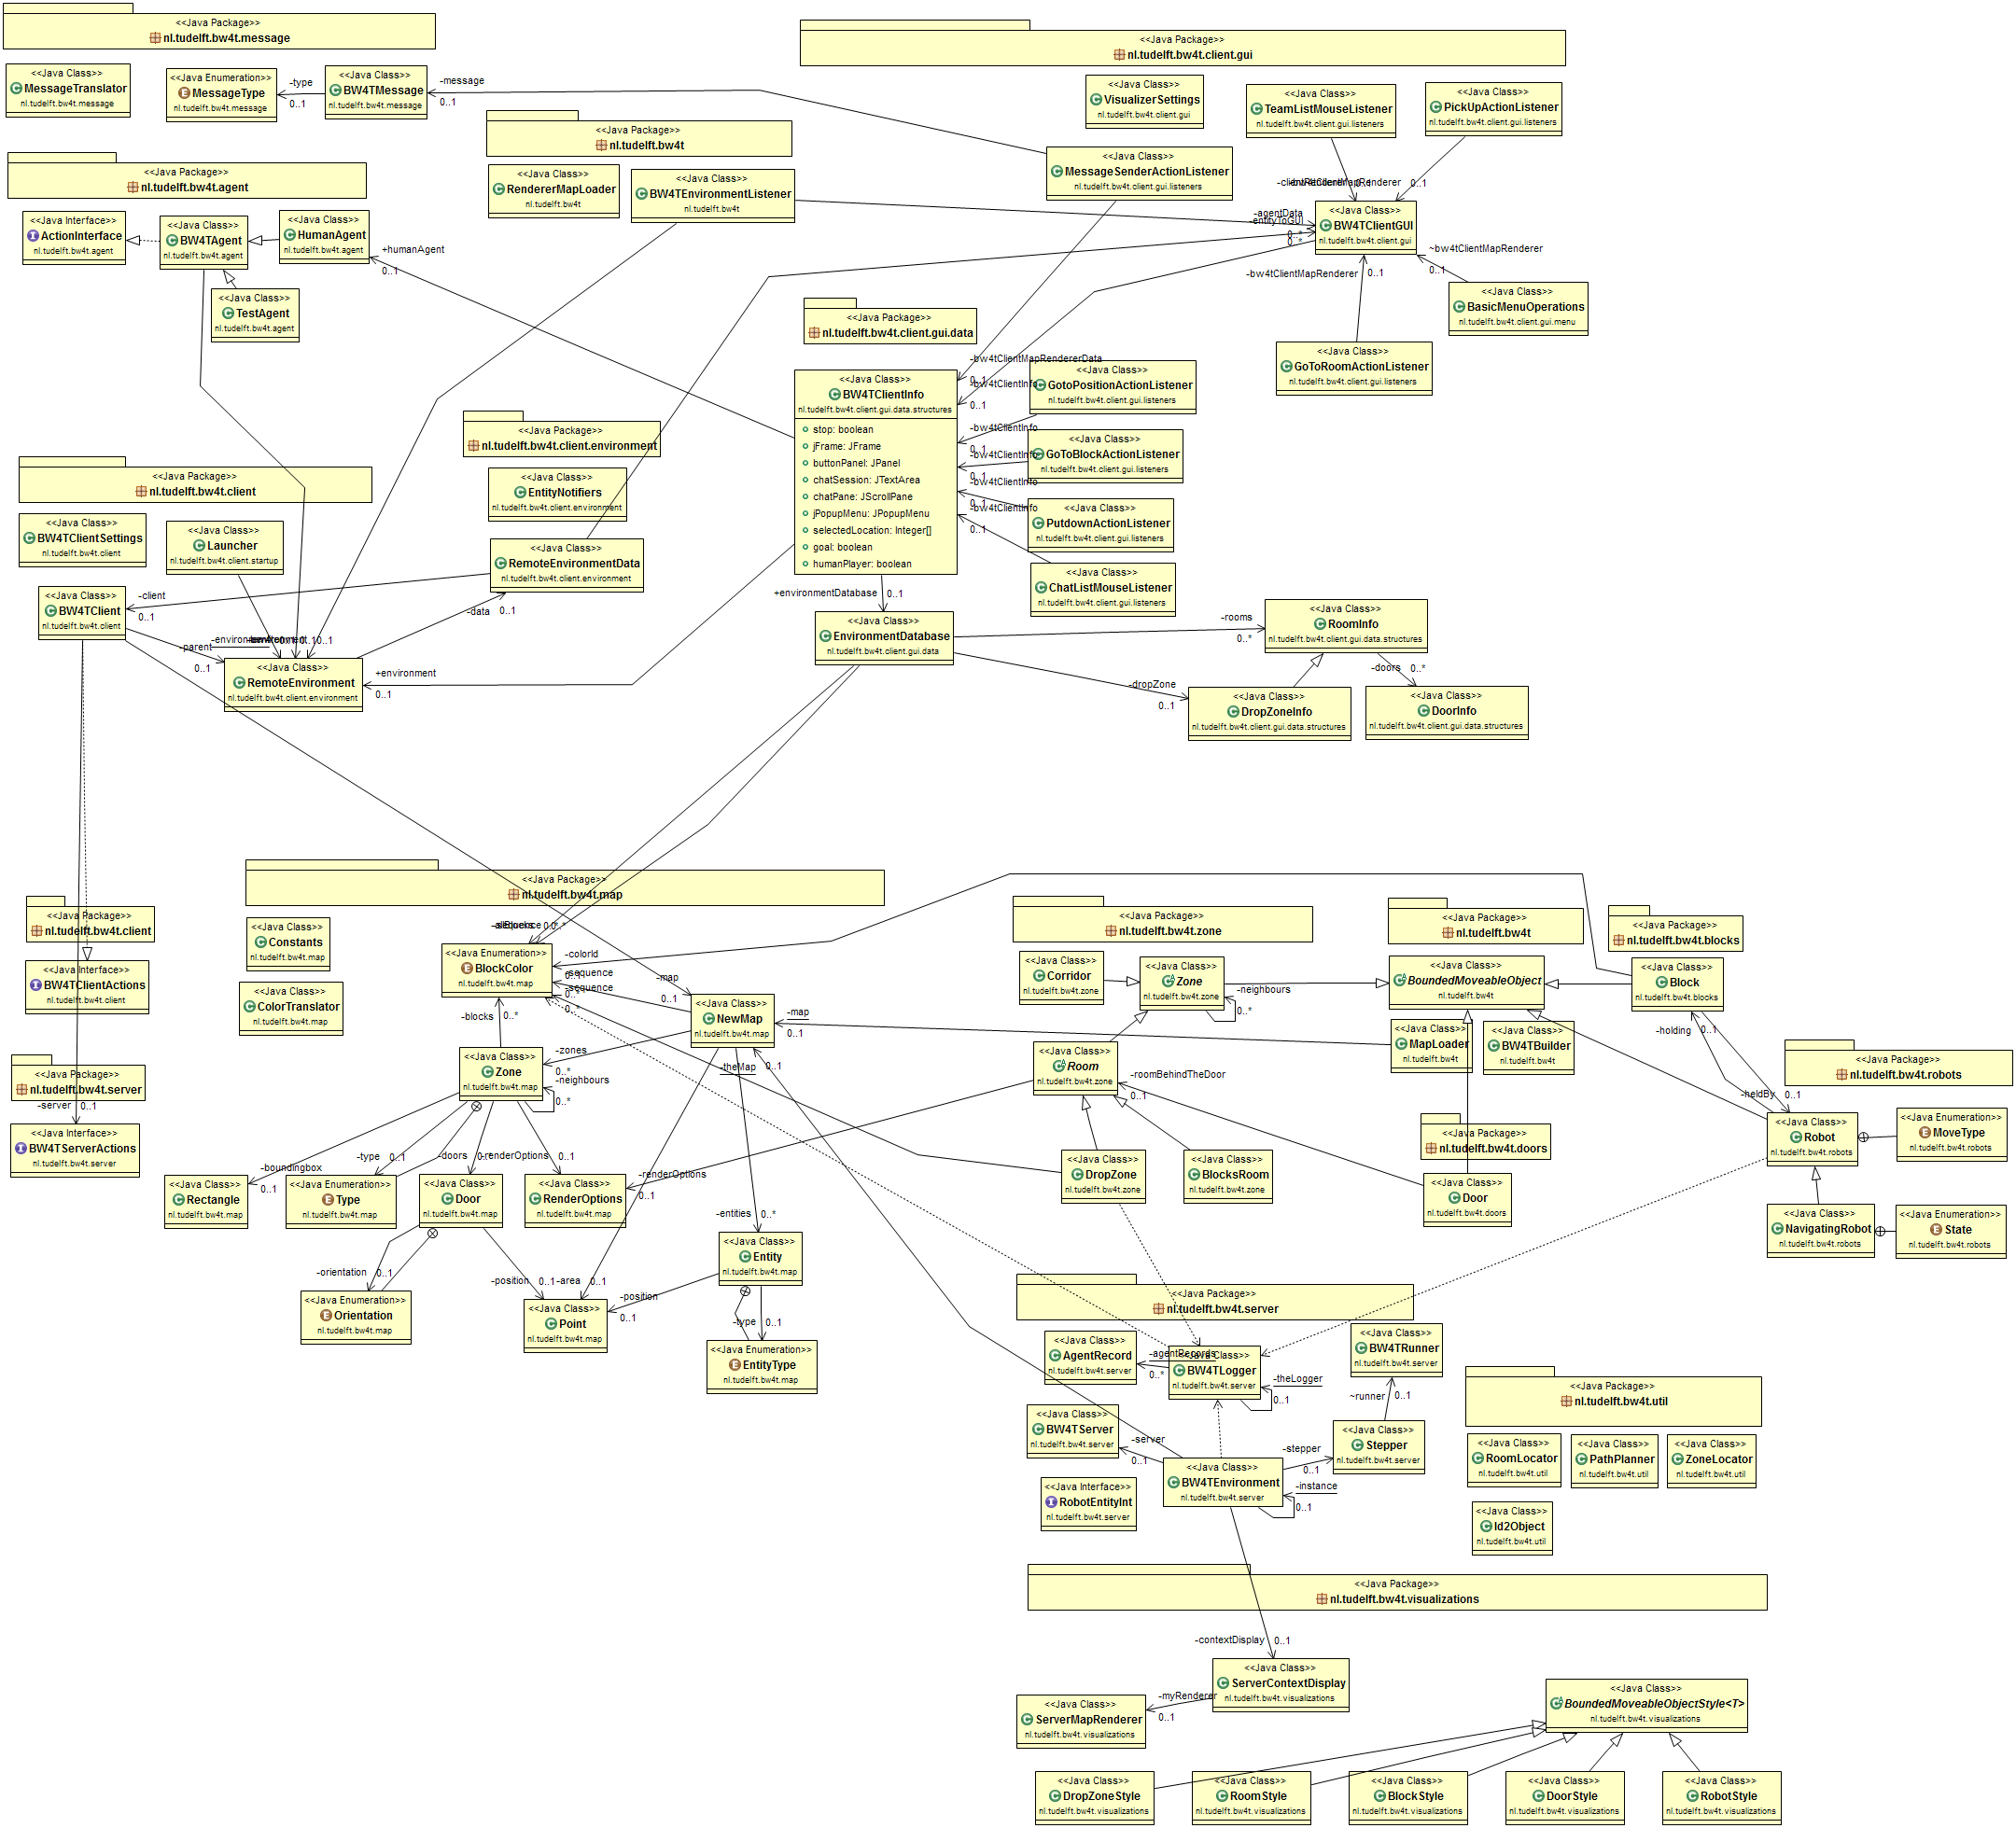 <<Java Package>>
nl.tudelft.bw4t.message
<<Java Class>>
MessageTranslator
nl.tudelft.bw4t.message
<<Java Enumeration>>
MessageType
nl.tudelft.bw4t.message
-type
0..1
<<Java Class>>
BW4TMessage
nl.tudelft.bw4t.message
-message
0..1
<<Java Package>>
nl.tudelft.bw4t.client.gui
<<Java Class>>
VisualizerSettings
nl.tudelft.bw4t.client.gui
<<Java Class>>
TeamListMouseListener
nl.tudelft.bw4t.client.gui.listeners
<<Java Class>>
PickUpActionListener
nl.tudelft.bw4t.client.gui.listeners
<<Java Package>>
nl.tudelft.bw4t
<<Java Class>>
RendererMapLoader
nl.tudelft.bw4t
<<Java Class>>
BW4TEnvironmentListener
nl.tudelft.bw4t
<<Java Class>>
MessageSenderActionListener
nl.tudelft.bw4t.client.gui.listeners
0..1
-agentData
-entityToGUI
0..*
0..*
<<Java Class>>
BW4TClientGUI
nl.tudelft.bw4t.client.gui
~bw4tClientMapRenderer
0..1
-bw4tClientMapRenderer
0..1
<<Java Class>>
BasicMenuOperations
nl.tudelft.bw4t.client.gui.menu
<<Java Class>>
GoToRoomActionListener
nl.tudelft.bw4t.client.gui.listeners
<<Java Package>>
nl.tudelft.bw4t.agent
<<Java Interface>>
ActionInterface
nl.tudelft.bw4t.agent
<<Java Class>>
BW4TAgent
nl.tudelft.bw4t.agent
<<Java Class>>
HumanAgent
nl.tudelft.bw4t.agent
+humanAgent
0..1
<<Java Class>>
TestAgent
nl.tudelft.bw4t.agent
<<Java Package>>
nl.tudelft.bw4t.client.gui.data
<<Java Class>>
BW4TClientInfo
nl.tudelft.bw4t.client.gui.data.structures
stop: boolean
jFrame: JFrame
buttonPanel: JPanel
chatSession: JTextArea
chatPane: JScrollPane
jPopupMenu: JPopupMenu
selectedLocation: Integer[]
goal: boolean
humanPlayer: boolean
-bw4tClientMapRendererData
0..1
-bw4tClientInfo
0..1
-bw4tClientInfo
0..1
-bw4tClientInfo
0..1
-bw4tClientInfo
0..1
-bw4tClientInfo
0..1
<<Java Class>>
GotoPositionActionListener
nl.tudelft.bw4t.client.gui.listeners
<<Java Class>>
GoToBlockActionListener
nl.tudelft.bw4t.client.gui.listeners
<<Java Class>>
PutdownActionListener
nl.tudelft.bw4t.client.gui.listeners
<<Java Class>>
ChatListMouseListener
nl.tudelft.bw4t.client.gui.listeners
<<Java Package>>
nl.tudelft.bw4t.client.environment
<<Java Class>>
EntityNotifiers
nl.tudelft.bw4t.client.environment
<<Java Class>>
RemoteEnvironmentData
nl.tudelft.bw4t.client.environment
-data
0..1
<<Java Package>>
nl.tudelft.bw4t.client
<<Java Class>>
BW4TClientSettings
nl.tudelft.bw4t.client
<<Java Class>>
Launcher
nl.tudelft.bw4t.client.startup
<<Java Class>>
BW4TClient
nl.tudelft.bw4t.client
-client
0..1
-parent
0..1
<<Java Class>>
RemoteEnvironment
nl.tudelft.bw4t.client.environment
+environment
0..1
+environmentDatabase
0..1
<<Java Class>>
EnvironmentDatabase
nl.tudelft.bw4t.client.gui.data
-rooms
0..*
-dropZone
0..1
<<Java Class>>
RoomInfo
nl.tudelft.bw4t.client.gui.data.structures
-doors
0..*
<<Java Class>>
DropZoneInfo
nl.tudelft.bw4t.client.gui.data.structures
<<Java Class>>
DoorInfo
nl.tudelft.bw4t.client.gui.data.structures
<<Java Package>>
nl.tudelft.bw4t.client
<<Java Interface>>
BW4TClientActions
nl.tudelft.bw4t.client
<<Java Package>>
nl.tudelft.bw4t.server
-server
0..1
<<Java Interface>>
BW4TServerActions
nl.tudelft.bw4t.server
<<Java Package>>
nl.tudelft.bw4t.map
<<Java Class>>
Constants
nl.tudelft.bw4t.map
<<Java Class>>
ColorTranslator
nl.tudelft.bw4t.map
<<Java Enumeration>>
BlockColor
nl.tudelft.bw4t.map
-colorId
0..1
-sequence
0..*
-sequence
0..*
-blocks
0..*
-map
0..1
<<Java Class>>
NewMap
nl.tudelft.bw4t.map
-map
0..1
-theMap
0..1
-zones
0..*
<<Java Class>>
Zone
nl.tudelft.bw4t.map
-neighbours
0..*
-boundingbox
0..1
-type
0..1
-doors
-renderOptions
0..1
<<Java Class>>
Rectangle
nl.tudelft.bw4t.map
<<Java Enumeration>>
Type
nl.tudelft.bw4t.map
<<Java Class>>
Door
nl.tudelft.bw4t.map
<<Java Class>>
RenderOptions
nl.tudelft.bw4t.map
-renderOptions
0..1
-entities
0..*
<<Java Class>>
Entity
nl.tudelft.bw4t.map
-orientation
0..1
<<Java Enumeration>>
Orientation
nl.tudelft.bw4t.map
-position
0..1
-area
0..1
<<Java Class>>
Point
nl.tudelft.bw4t.map
-position
0..1
-type
0..1
<<Java Enumeration>>
EntityType
nl.tudelft.bw4t.map
<<Java Package>>
nl.tudelft.bw4t.zone
<<Java Class>>
Corridor
nl.tudelft.bw4t.zone
<<Java Class>>
Zone
nl.tudelft.bw4t.zone
-neighbours
0..*
<<Java Class>>
Room
nl.tudelft.bw4t.zone
-roomBehindTheDoor
0..1
<<Java Class>>
DropZone
nl.tudelft.bw4t.zone
<<Java Class>>
BlocksRoom
nl.tudelft.bw4t.zone
<<Java Package>>
nl.tudelft.bw4t
<<Java Class>>
BoundedMoveableObject
nl.tudelft.bw4t
<<Java Class>>
MapLoader
nl.tudelft.bw4t
<<Java Class>>
BW4TBuilder
nl.tudelft.bw4t
<<Java Package>>
nl.tudelft.bw4t.blocks
<<Java Class>>
Block
nl.tudelft.bw4t.blocks
-holding
0..1
-heldBy
0..1
<<Java Package>>
nl.tudelft.bw4t.doors
<<Java Class>>
Door
nl.tudelft.bw4t.doors
<<Java Package>>
nl.tudelft.bw4t.robots
<<Java Class>>
Robot
nl.tudelft.bw4t.robots
<<Java Enumeration>>
MoveType
nl.tudelft.bw4t.robots
<<Java Class>>
NavigatingRobot
nl.tudelft.bw4t.robots
<<Java Enumeration>>
State
nl.tudelft.bw4t.robots
<<Java Package>>
nl.tudelft.bw4t.server
<<Java Class>>
AgentRecord
nl.tudelft.bw4t.server
-agentRecords
0..*
<<Java Class>>
BW4TLogger
nl.tudelft.bw4t.server
-theLogger
0..1
<<Java Class>>
BW4TRunner
nl.tudelft.bw4t.server
~runner
0..1
<<Java Class>>
BW4TServer
nl.tudelft.bw4t.server
-server
0..1
<<Java Class>>
Stepper
nl.tudelft.bw4t.server
-stepper
0..1
<<Java Class>>
BW4TEnvironment
nl.tudelft.bw4t.server
-instance
0..1
<<Java Interface>>
RobotEntityInt
nl.tudelft.bw4t.server
<<Java Package>>
nl.tudelft.bw4t.util
<<Java Class>>
RoomLocator
nl.tudelft.bw4t.util
<<Java Class>>
PathPlanner
nl.tudelft.bw4t.util
<<Java Class>>
ZoneLocator
nl.tudelft.bw4t.util
<<Java Class>>
Id2Object
nl.tudelft.bw4t.util
<<Java Package>>
nl.tudelft.bw4t.visualizations
-contextDisplay
0..1
<<Java Class>>
ServerContextDisplay
nl.tudelft.bw4t.visualizations
-myRenderer
0..1
<<Java Class>>
ServerMapRenderer
nl.tudelft.bw4t.visualizations
<<Java Class>>
BoundedMoveableObjectStyle<T>
nl.tudelft.bw4t.visualizations
<<Java Class>>
DropZoneStyle
nl.tudelft.bw4t.visualizations
<<Java Class>>
RoomStyle
nl.tudelft.bw4t.visualizations
<<Java Class>>
BlockStyle
nl.tudelft.bw4t.visualizations
<<Java Class>>
DoorStyle
nl.tudelft.bw4t.visualizations
<<Java Class>>
RobotStyle
nl.tudelft.bw4t.visualizations